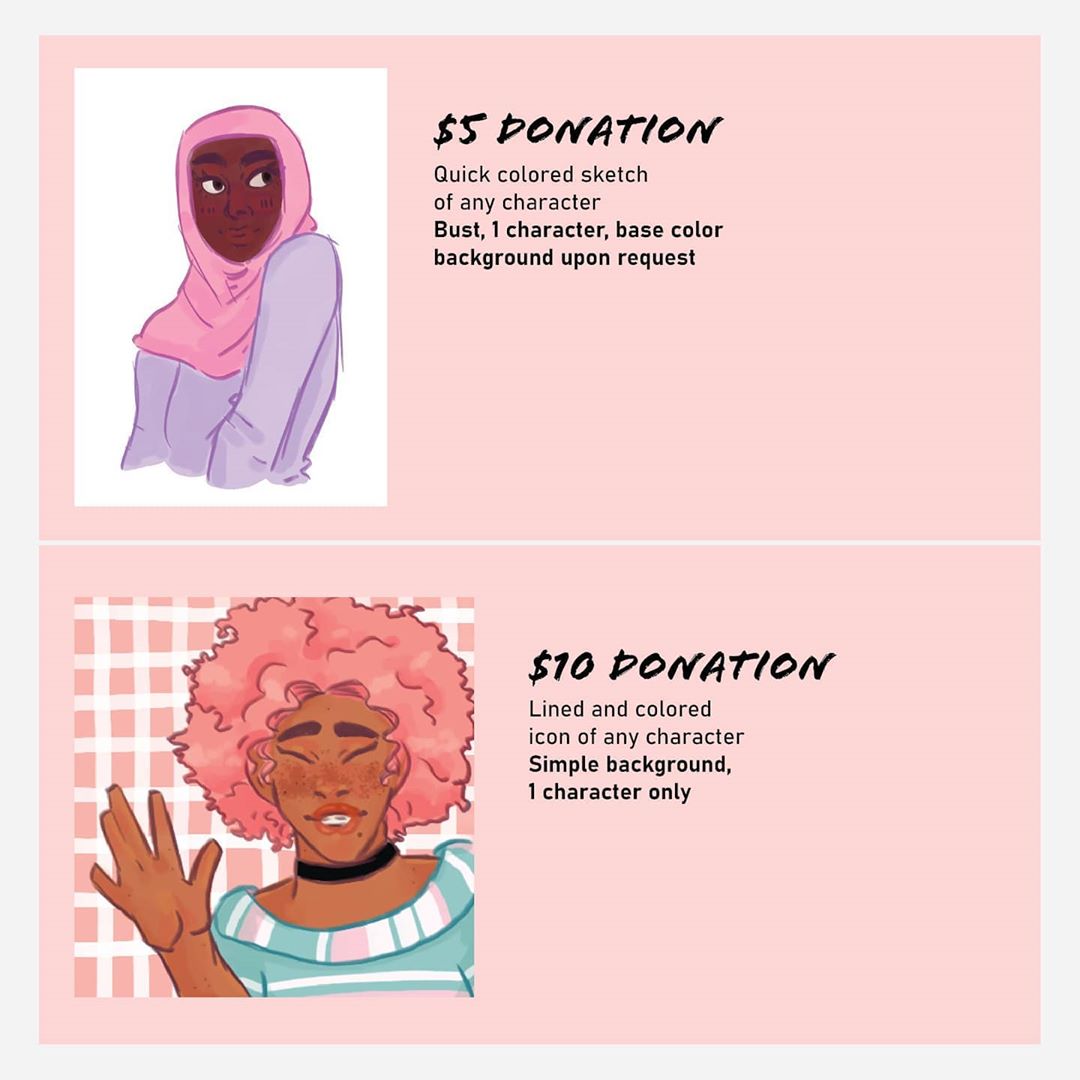 $5 DONATION
Quick colored sketch
of any character
Bust, 1 character, base color
background upon request
$10 DONATION
Lined and colored
icon of any character
Simple background,
1 character only